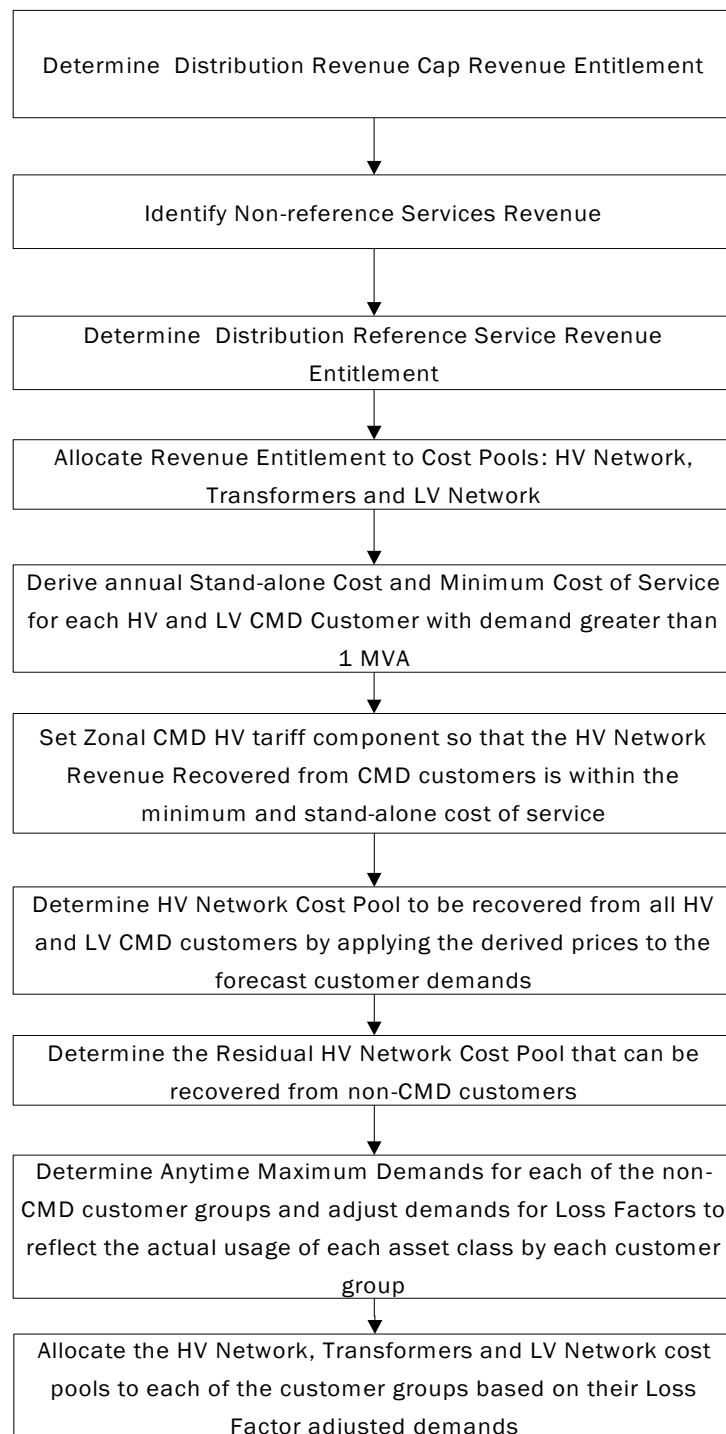 Determine Distribution Revenue Cap Revenue Entitlement
Identify Non-reference Services Revenue
Determine Distribution Reference Service Revenue
Entitlement
Allocate Revenue Entitlement to Cost Pools: HV Network,
Transformers and LV Network
Derive annual Stand-alone Cost and Minimum Cost of Service
for each HV and LV CMD Customer with demand greater than
1 MVA
Set Zonal CMD HV tariff component so that the HV Network
Revenue Recovered from CMD customers is within the
minimum and stand-alone cost of service
Determine HV Network Cost Pool to be recovered from all HV
and LV CMD customers by applying the derived prices to the
forecast customer demands
Determine the Residual HV Network Cost Pool that can be
recovered from non-CMD customers
Determine Anytime Maximum Demands for each of the non-
CMD customer groups and adjust demands for Loss Factors to
reflect the actual usage of each asset class by each customer
group
Allocate the HV Network, Transformers and LV Network cost
pools to each of the customer groups based on their Loss
Factor adjusted demands